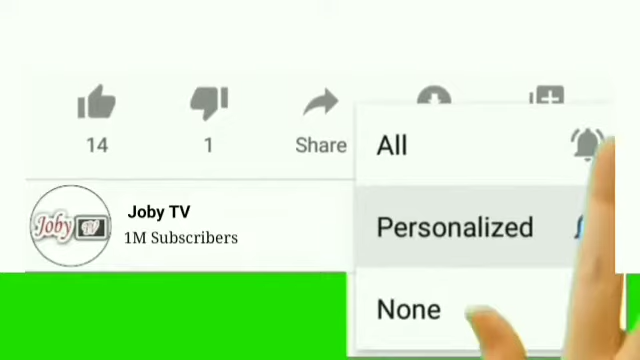 14
1
Share
All
Joby TV
Joby TV
1M Subscribers
Personalized
None